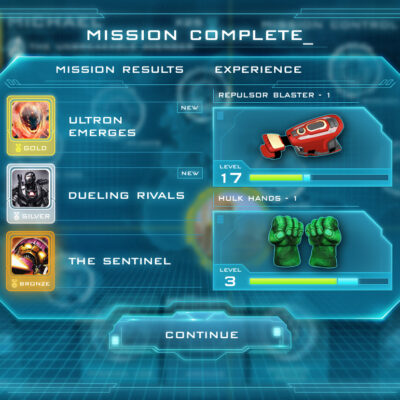 MICHAEL
MISSION COMPLETE_
MISSION RESULTS
EXPERIENCE
NEW
ULTRON
EMERGES
GOLD
NEW
DUELING RIVALS
SILVER
THE SENTINEL
BRONZE
REPULSOR BLASTER - 1
LEVEL
17
HULK HANDS - 1
LEVEL
3
CONTINUE